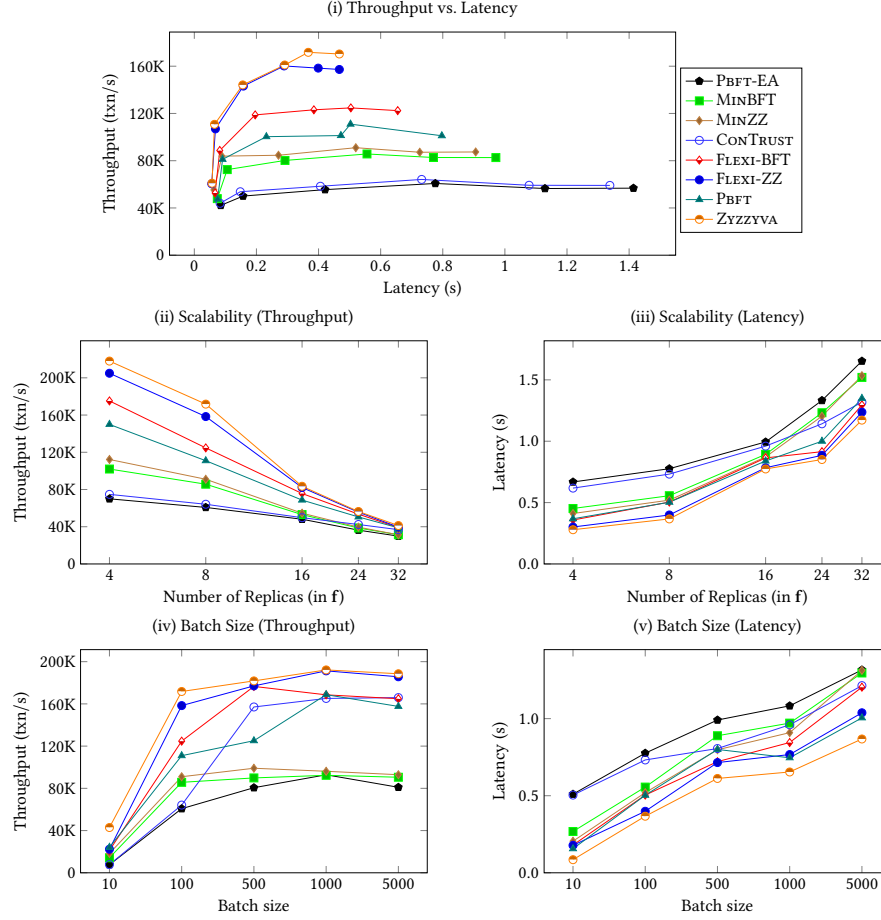 (i) Throughput vs. Latency
Throughput (txn/s)
160K
120K
80K
40K
0
0 0.2 0.4 0.6 0.8 1 1.2 1.4
Latency (s)
PBFT-EA
MINBFT
MINZZ
CONTRUST
FLEXI-BFT
FLEXI-ZZ
PBFT
ZYZZYVA
(ii) Scalability (Throughput)
Throughput (txn/s)
200K
160K
120K
80K
40K
0
4 8 16 24 32
Number of Replicas (in f)
(iii) Scalability (Latency)
Latency (s)
1.5
1.0
0.5
0.0
4 8 16 24 32
Number of Replicas (in f)
(iv) Batch Size (Throughput)
Throughput (txn/s)
200K
160K
120K
80K
40K
0
10 100 500 1000 5000
Batch size
(v) Batch Size (Latency)
Latency (s)
1.0
0.5
0.0
10 100 500 1000 5000
Batch size